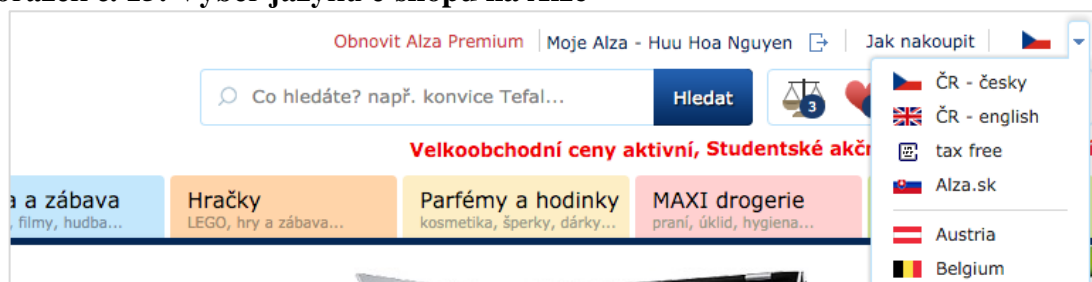 Obnovit Alza Premium Moje Alza - Huu Hoa Nguyen Jak nakoupit
Co hledáte? např. konvice Tefal... Hledat 3
Velkoobchodní ceny aktivní, Studentské
a zábava Hračky Parfémy a hodinky MAXI drogerie
, filmy, hudba... LEGO, hry a zábava... kosmetika, šperky, dárky... praní, úklid, hygiena...
ČR - česky
ČR - english
tax free
Alza.sk
Austria
Belgium